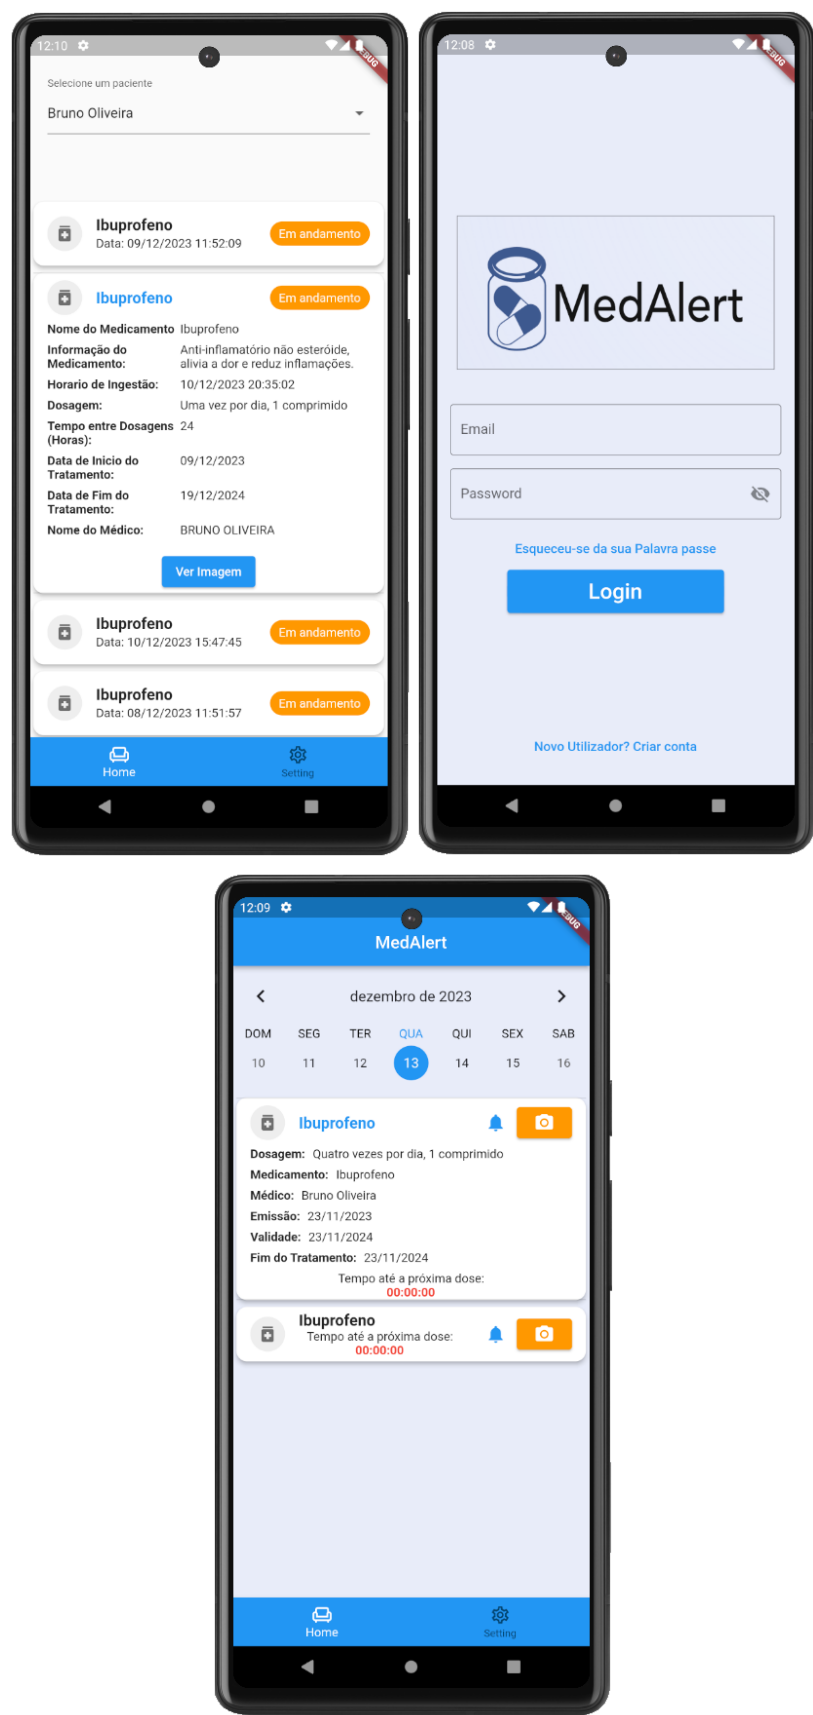 12:10
DEBUG
Selecione um paciente
Bruno Oliveira
Ibuprofeno
Data: 09/12/2023 11:52:09
Em andamento
Ibuprofeno
Em andamento
Nome do Medicamento Ibuprofeno
Informação do Medicamento: Anti-inflamatório não esteróide, alivia a dor e reduz inflamações.
Horario de Ingestão: 10/12/2023 20:35:02
Dosagem: Uma vez por dia, 1 comprimido
Tempo entre Dosagens (Horas): 24
Data de Inicio do Tratamento: 09/12/2023
Data de Fim do Tratamento: 19/12/2024
Nome do Médico: BRUNO OLIVEIRA
Ver Imagem
Ibuprofeno
Data: 10/12/2023 15:47:45
Em andamento
Ibuprofeno
Data: 08/12/2023 11:51:57
Em andamento
Home
Setting
12:08
DEBUG
MedAlert
Email
Password
Esqueceu-se da sua Palavra passe
Login
Novo Utilizador? Criar conta
12:09
DEBUG
MedAlert
dezembro de 2023
DOM SEG TER QUA QUI SEX SAB
10 11 12 13 14 15 16
Ibuprofeno
Dosagem: Quatro vezes por dia, 1 comprimido
Medicamento: Ibuprofeno
Médico: Bruno Oliveira
Emissão: 23/11/2023
Validade: 23/11/2024
Fim do Tratamento: 23/11/2024
Tempo até a próxima dose:
00:00:00
Ibuprofeno
Tempo até a próxima dose:
00:00:00
Home
Setting